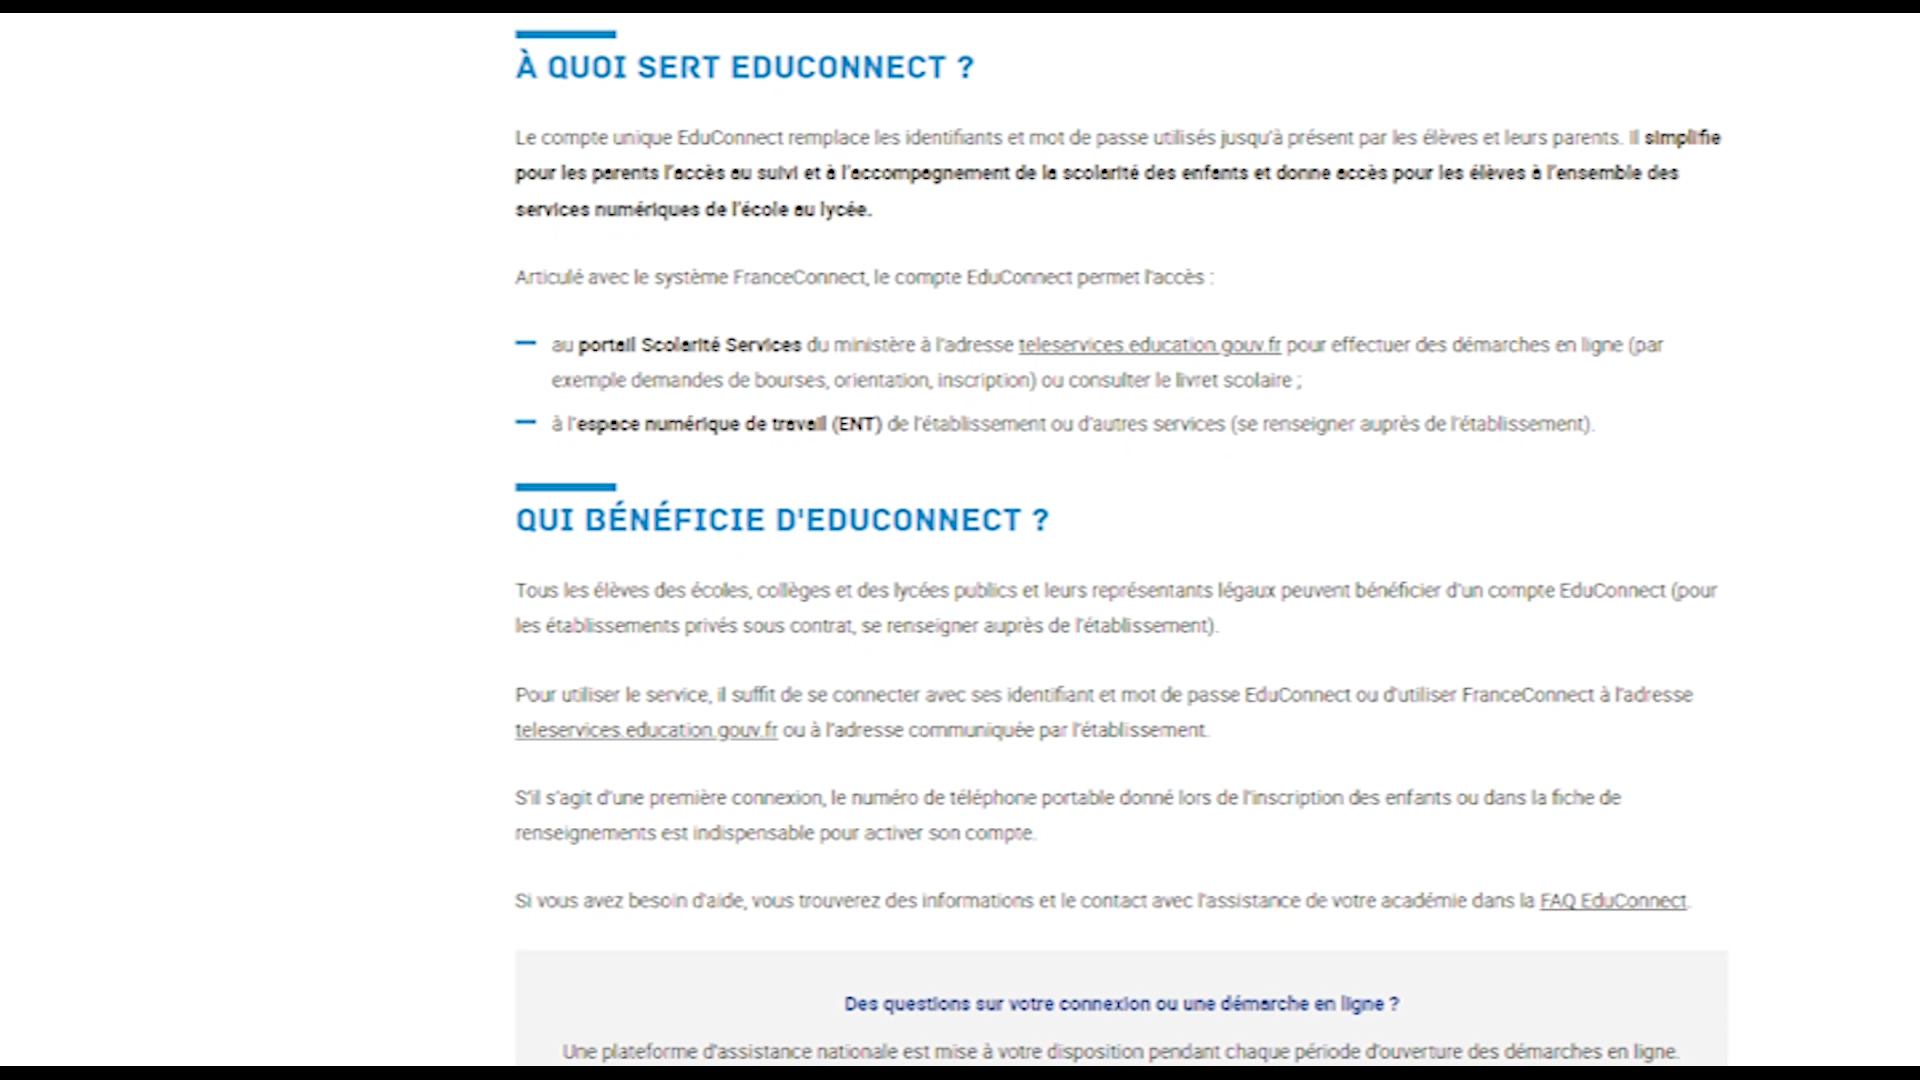 À QUOI SERT EDUCONNECT ?
Le compte unique EduConnect remplace les identifiants et mot de passe utilisés jusqu'à présent par les élèves et leurs parents. Il simplifie
pour les parents l'accès au suivi et à l'accompagnement de la scolarité des enfants et donne accès pour les élèves à l'ensemble des
services numériques de l'école au lycée.
Articulé avec le système FranceConnect, le compte EduConnect permet l'accès :
au portail Scolarité Services du ministère à l'adresse teleservices.education.gouv.fr pour effectuer des démarches en ligne (par
exemple demandes de bourses, orientation, inscription) ou consulter le livret scolaire ;
à l'espace numérique de travail (ENT) de l'établissement ou d'autres services (se renseigner auprès de l'établissement).
QUI BÉNÉFICIE D'EDUCONNECT ?
Tous les élèves des écoles, collèges et des lycées publics et leurs représentants légaux peuvent bénéficier d'un compte EduConnect (pour
les établissements privés sous contrat, se renseigner auprès de l'établissement).
Pour utiliser le service, il suffit de se connecter avec ses identifiant et mot de passe EduConnect ou d'utiliser FranceConnect à l'adresse
teleservices.education.gouv.fr ou à l'adresse communiquée par l'établissement.
S'il s'agit d'une première connexion, le numéro de téléphone portable donné lors de l'inscription des enfants ou dans la fiche de
renseignements est indispensable pour activer son compte.
Si vous avez besoin d'aide, vous trouverez des informations et le contact avec l'assistance de votre académie dans la FAQ EduConnect.
Des questions sur votre connexion ou une démarche en ligne ?
Une plateforme d'assistance nationale est mise à votre disposition pendant chaque période d'ouverture des démarches en ligne.